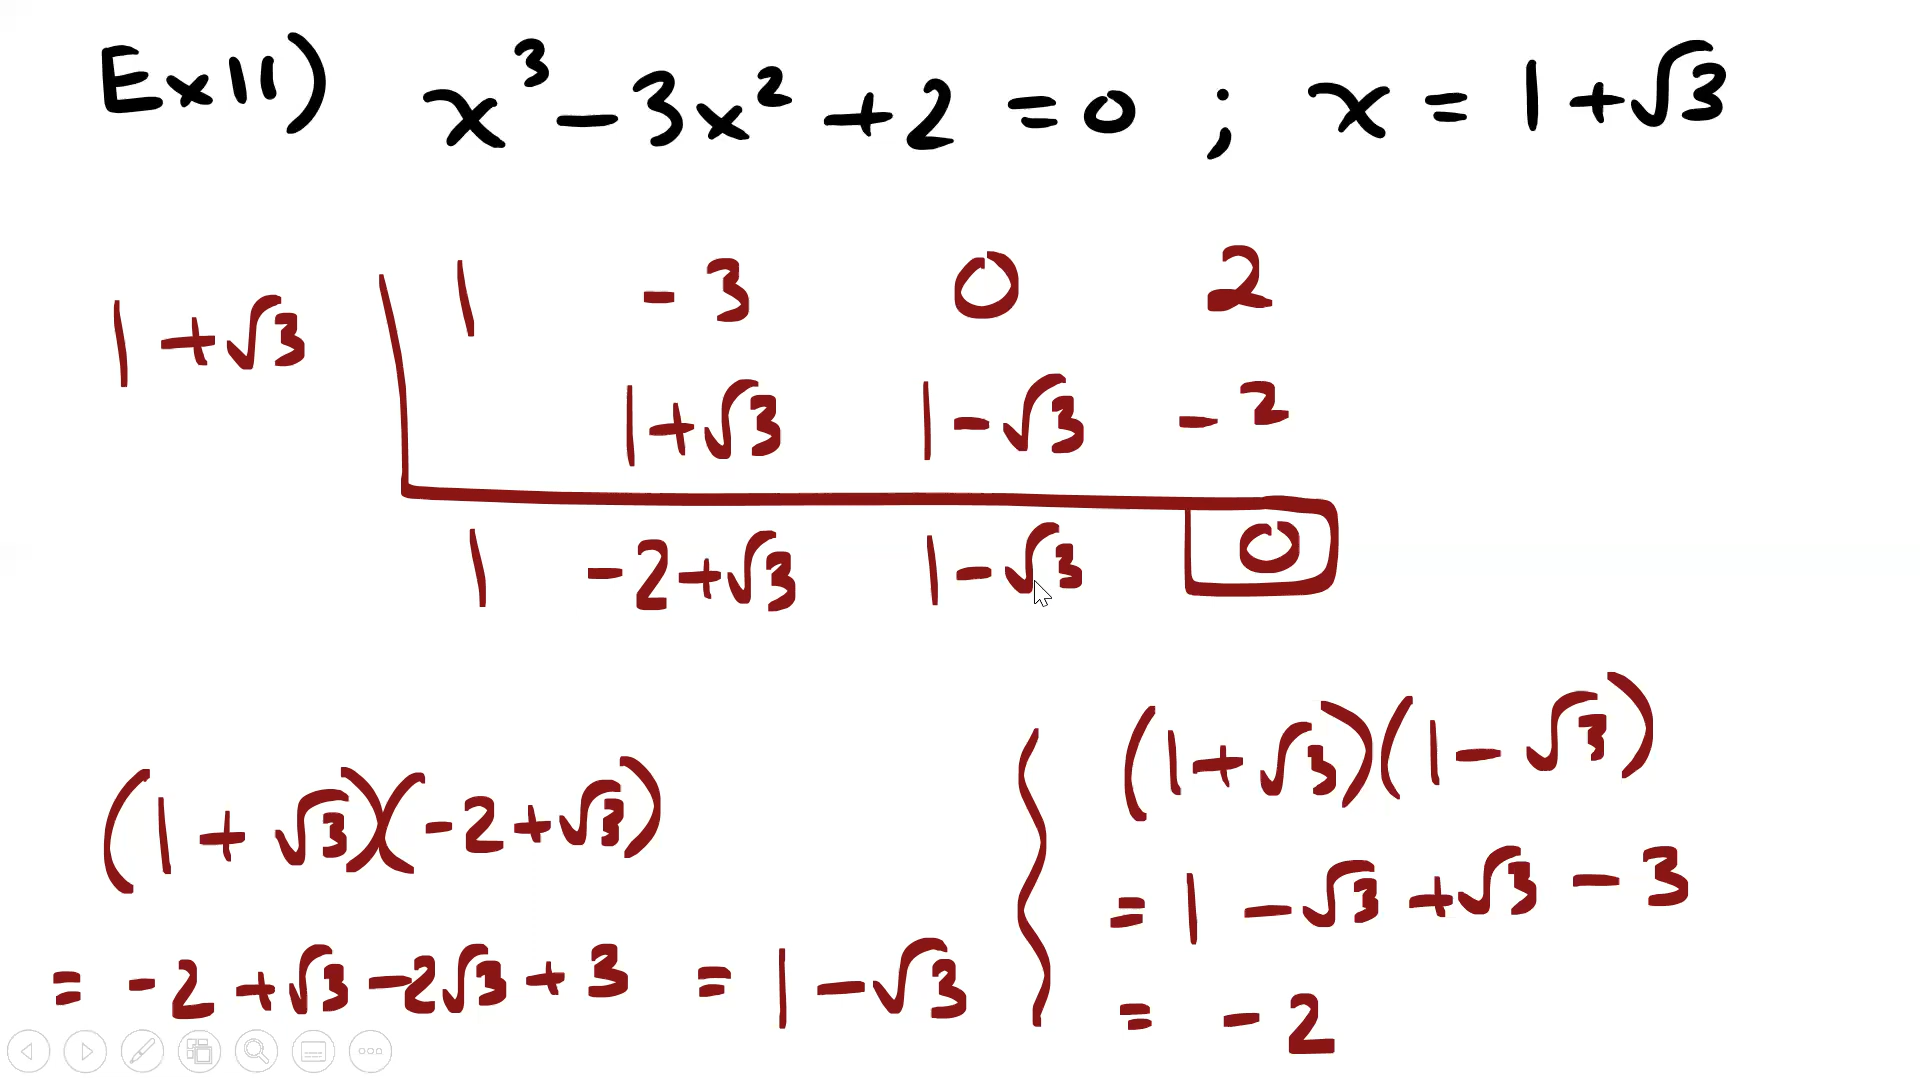 Ex11) x³ - 3x² + 2 = 0 ; x = 1 + √3
1 + √3 | 1 - 3 0 2
1 + √3 1 - √3 - 2
1 - 2 + √3 1 - √3 0
(1 + √3)(-2 + √3)
= - 2 + √3 - 2√3 + 3 = 1 - √3
(1 + √3)(1 - √3)
= 1 - √3 + √3 - 3
= - 2